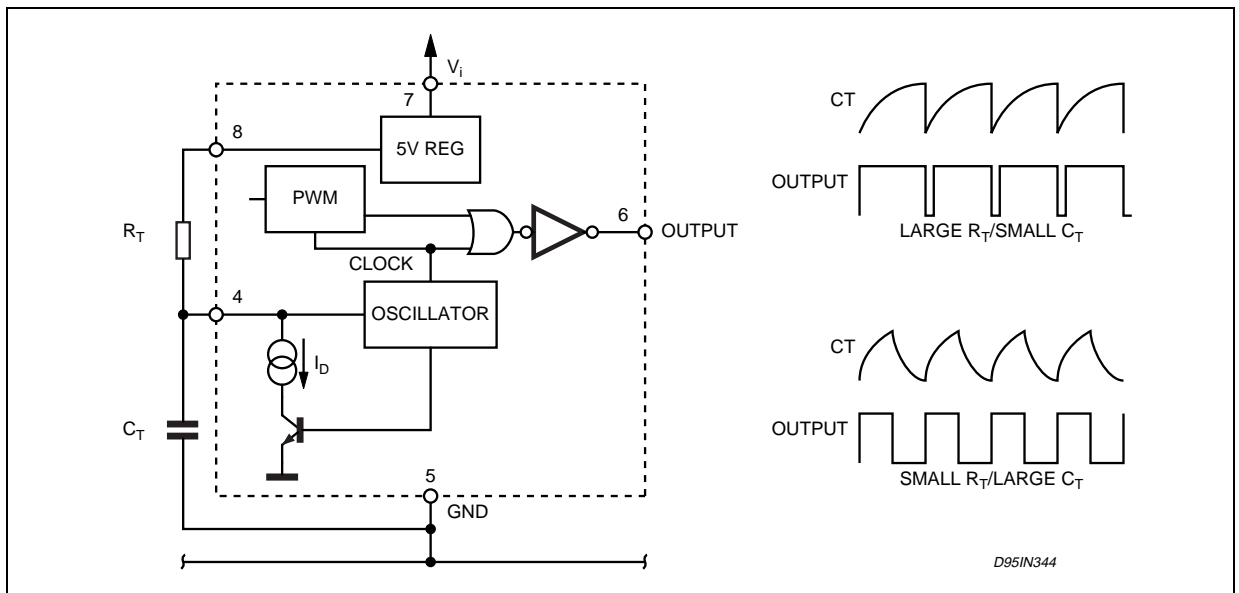 Vi
7
8
5V REG
PWM
6
OUTPUT
RT
CLOCK
4
OSCILLATOR
ID
CT
5
GND
CT
OUTPUT
LARGE RT/SMALL CT
CT
OUTPUT
SMALL RT/LARGE CT
D95IN344